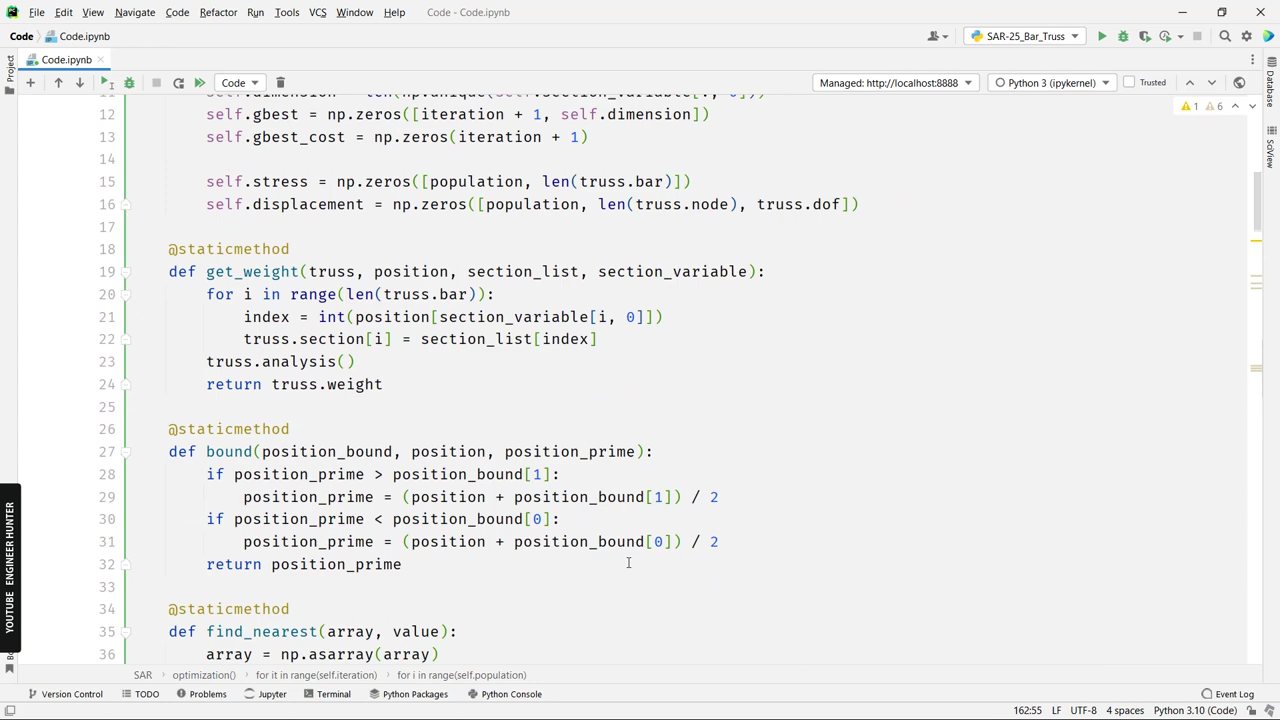 File Edit View Navigate Code Refactor Run Tools VCS Window Help Code - Code.ipynb
Code Code.ipynb SAR-25_Bar_Truss
Code.ipynb
Code Managed: http://localhost:8888 Python 3 (ipykernel) Trusted
Project
Database
SciView
1 6
12 self.gbest = np.zeros([iteration + 1, self.dimension])
13 self.gbest_cost = np.zeros(iteration + 1)
14
15 self.stress = np.zeros([population, len(truss.bar)])
16 self.displacement = np.zeros([population, len(truss.node), truss.dof])
17
18 @staticmethod
19 def get_weight(truss, position, section_list, section_variable):
20 for i in range(len(truss.bar)):
21 index = int(position[section_variable[i, 0]])
22 truss.section[i] = section_list[index]
23 truss.analysis()
24 return truss.weight
25
26 @staticmethod
27 def bound(position_bound, position, position_prime):
28 if position_prime > position_bound[1]:
29 position_prime = (position + position_bound[1]) / 2
30 if position_prime < position_bound[0]:
31 position_prime = (position + position_bound[0]) / 2
32 return position_prime
33
34 @staticmethod
35 def find_nearest(array, value):
36 array = np.asarray(array)
YOUTUBE ENGINEER HUNTER
SAR optimization() for it in range(self.iteration) for i in range(self.population)
Version Control TODO Problems Jupyter Terminal Python Packages Python Console Event Log
162:55 LF UTF-8 4 spaces Python 3.10 (Code)